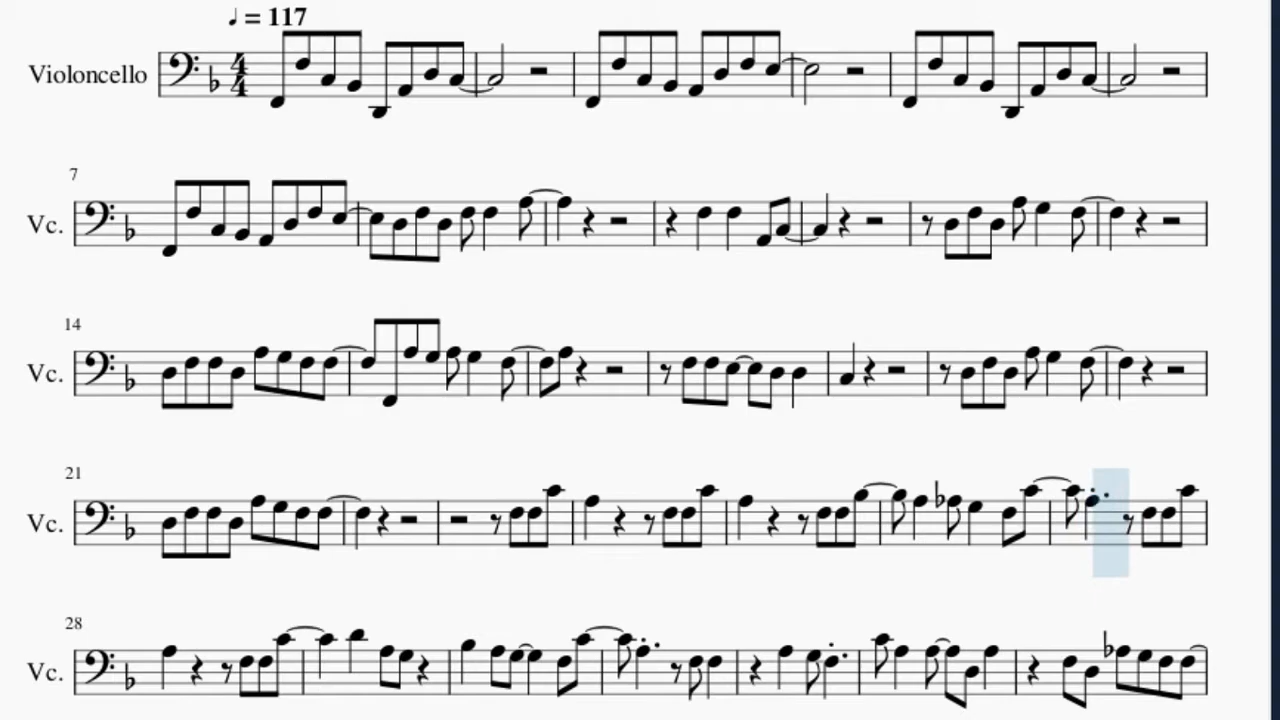 ♩ = 117
Violoncello
4
4
7
Vc.
14
Vc.
21
Vc.
28
Vc.